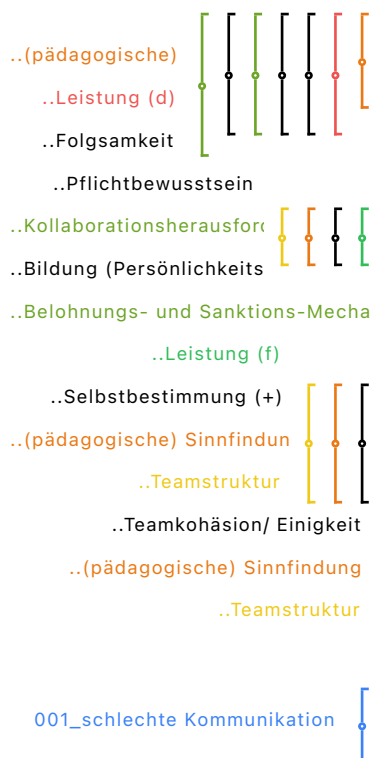 ..(pädagogische)
..Leistung (d)
..Folgsamkeit
..Pflichtbewusstsein
..Kollaborationsherausford
..Bildung (Persönlichkeits
..Belohnungs- und Sanktions-Mecha
..Leistung (f)
..Selbstbestimmung (+)
..(pädagogische) Sinnfindun
..Teamstruktur
..Teamkohäsion/ Einigkeit
..(pädagogische) Sinnfindung
..Teamstruktur
001_schlechte Kommunikation